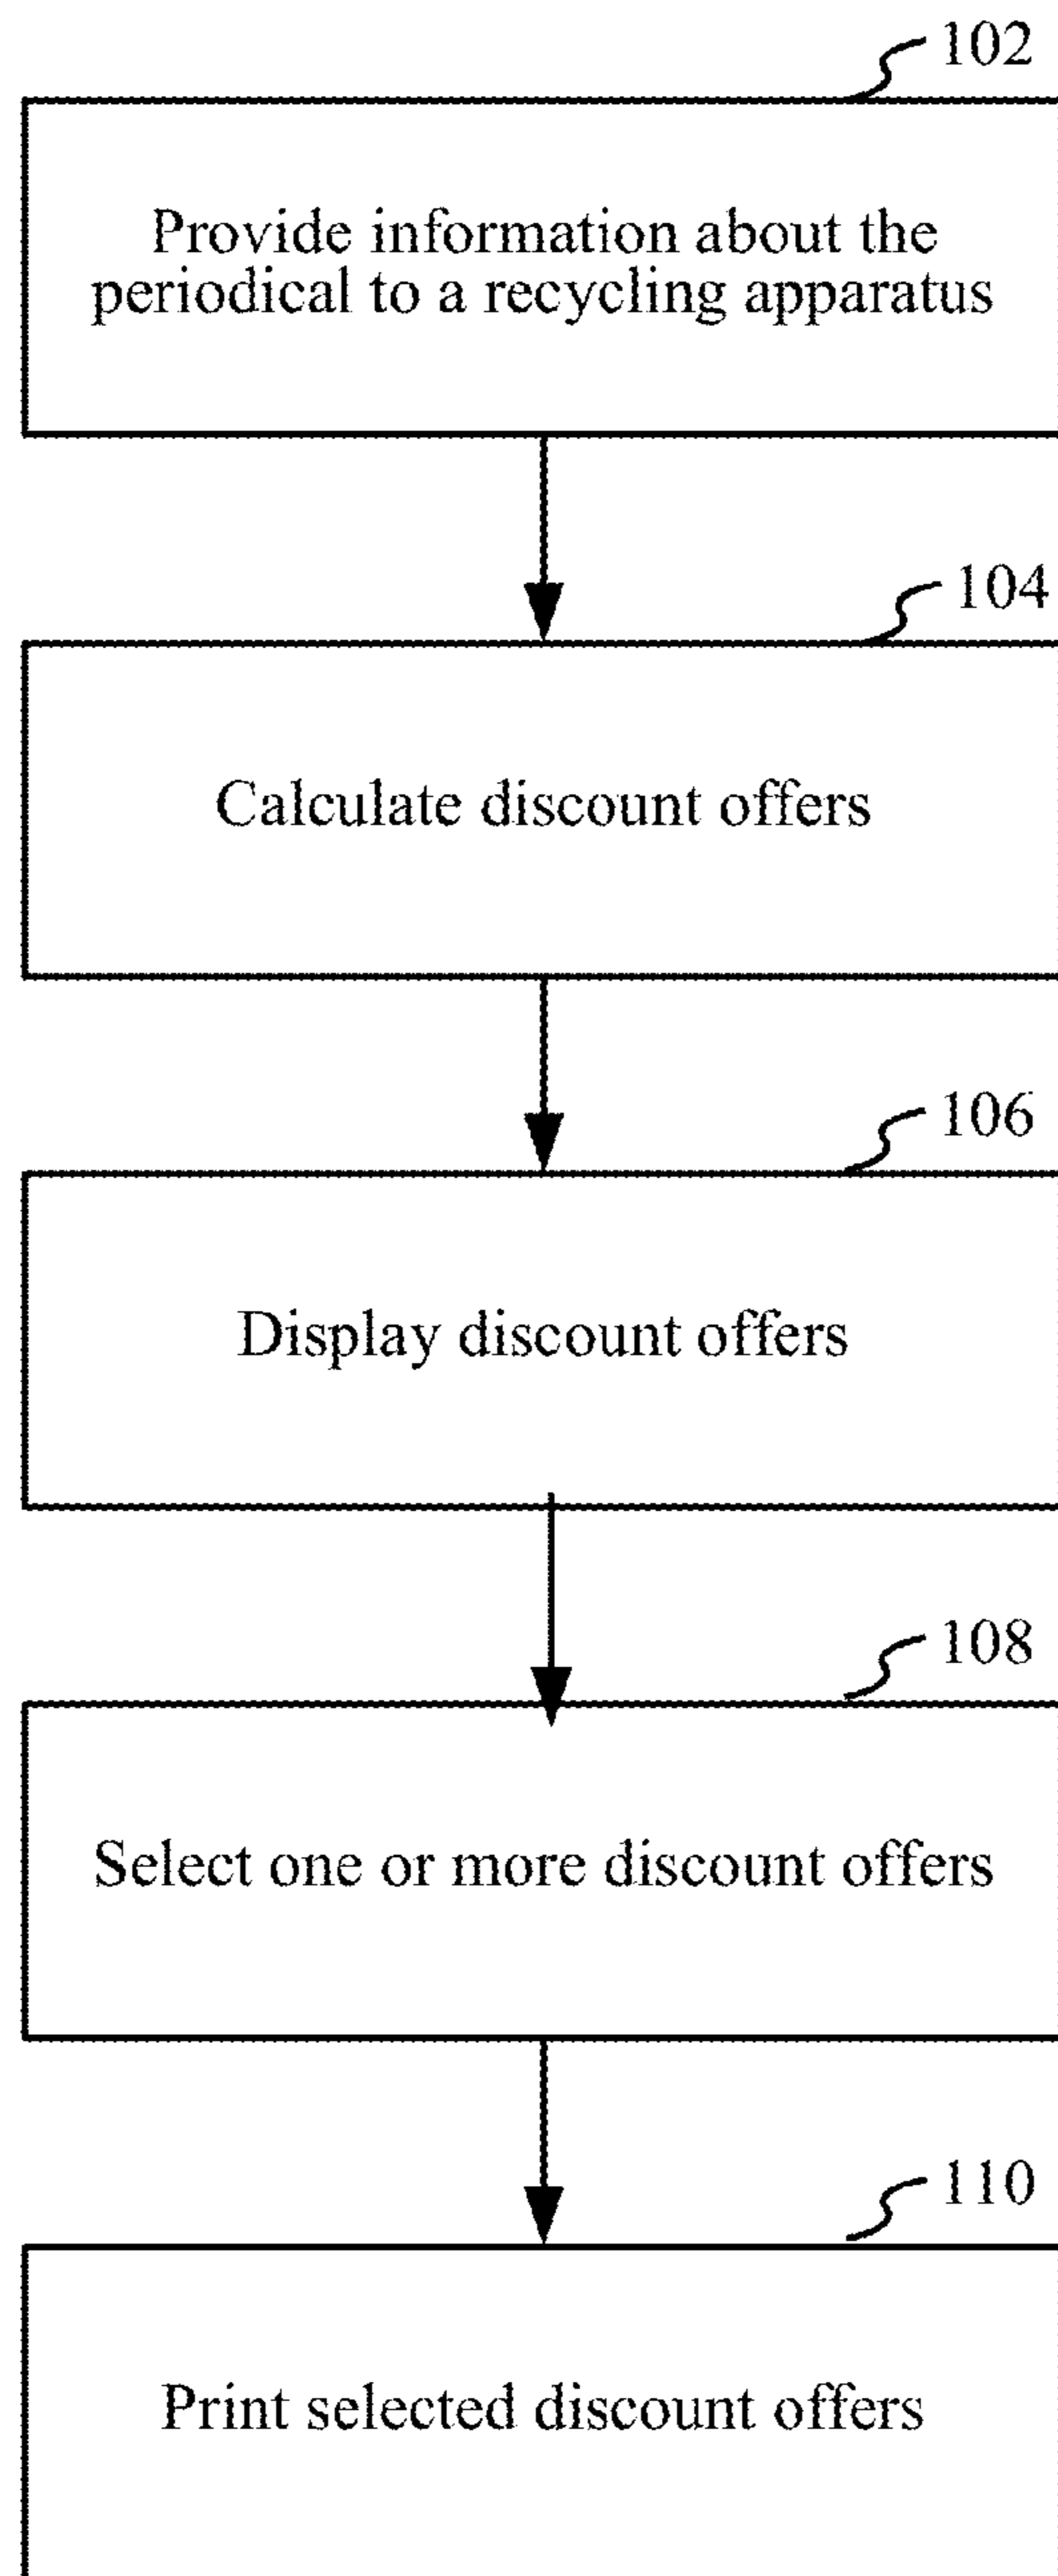 102
Provide information about the
periodical to a recycling apparatus
104
Calculate discount offers
106
Display discount offers
108
Select one or more discount offers
110
Print selected discount offers